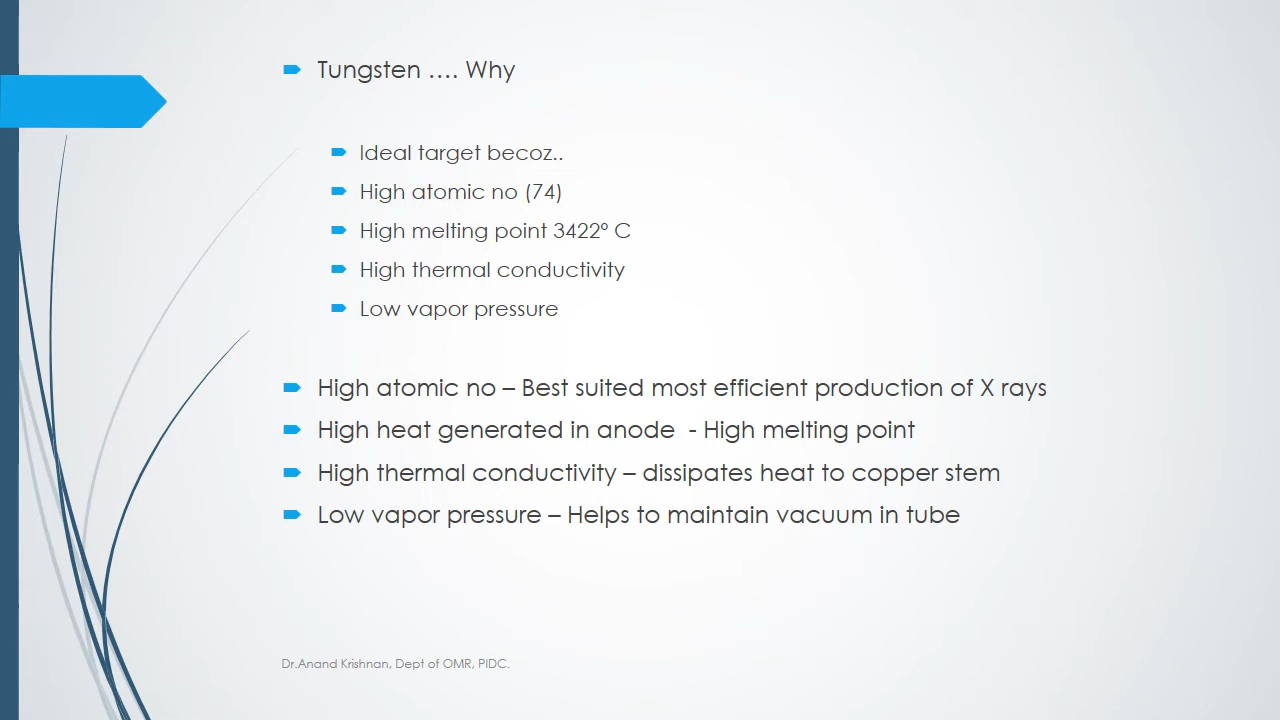 Tungsten .... Why
Ideal target becoz..
High atomic no (74)
High melting point 3422° C
High thermal conductivity
Low vapor pressure
High atomic no – Best suited most efficient production of X rays
High heat generated in anode  - High melting point
High thermal conductivity – dissipates heat to copper stem
Low vapor pressure – Helps to maintain vacuum in tube
Dr.Anand Krishnan, Dept of OMR, PIDC.